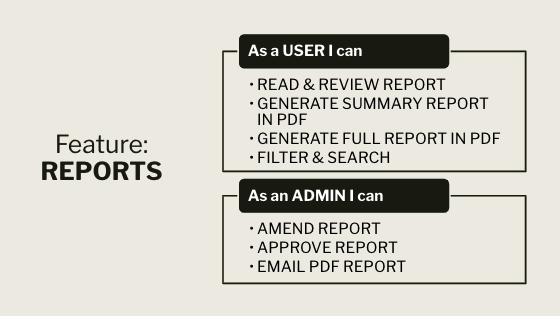 Feature:
REPORTS
As a USER I can
• READ & REVIEW REPORT
• GENERATE SUMMARY REPORT
IN PDF
• GENERATE FULL REPORT IN PDF
• FILTER & SEARCH
As an ADMIN I can
• AMEND REPORT
• APPROVE REPORT
• EMAIL PDF REPORT